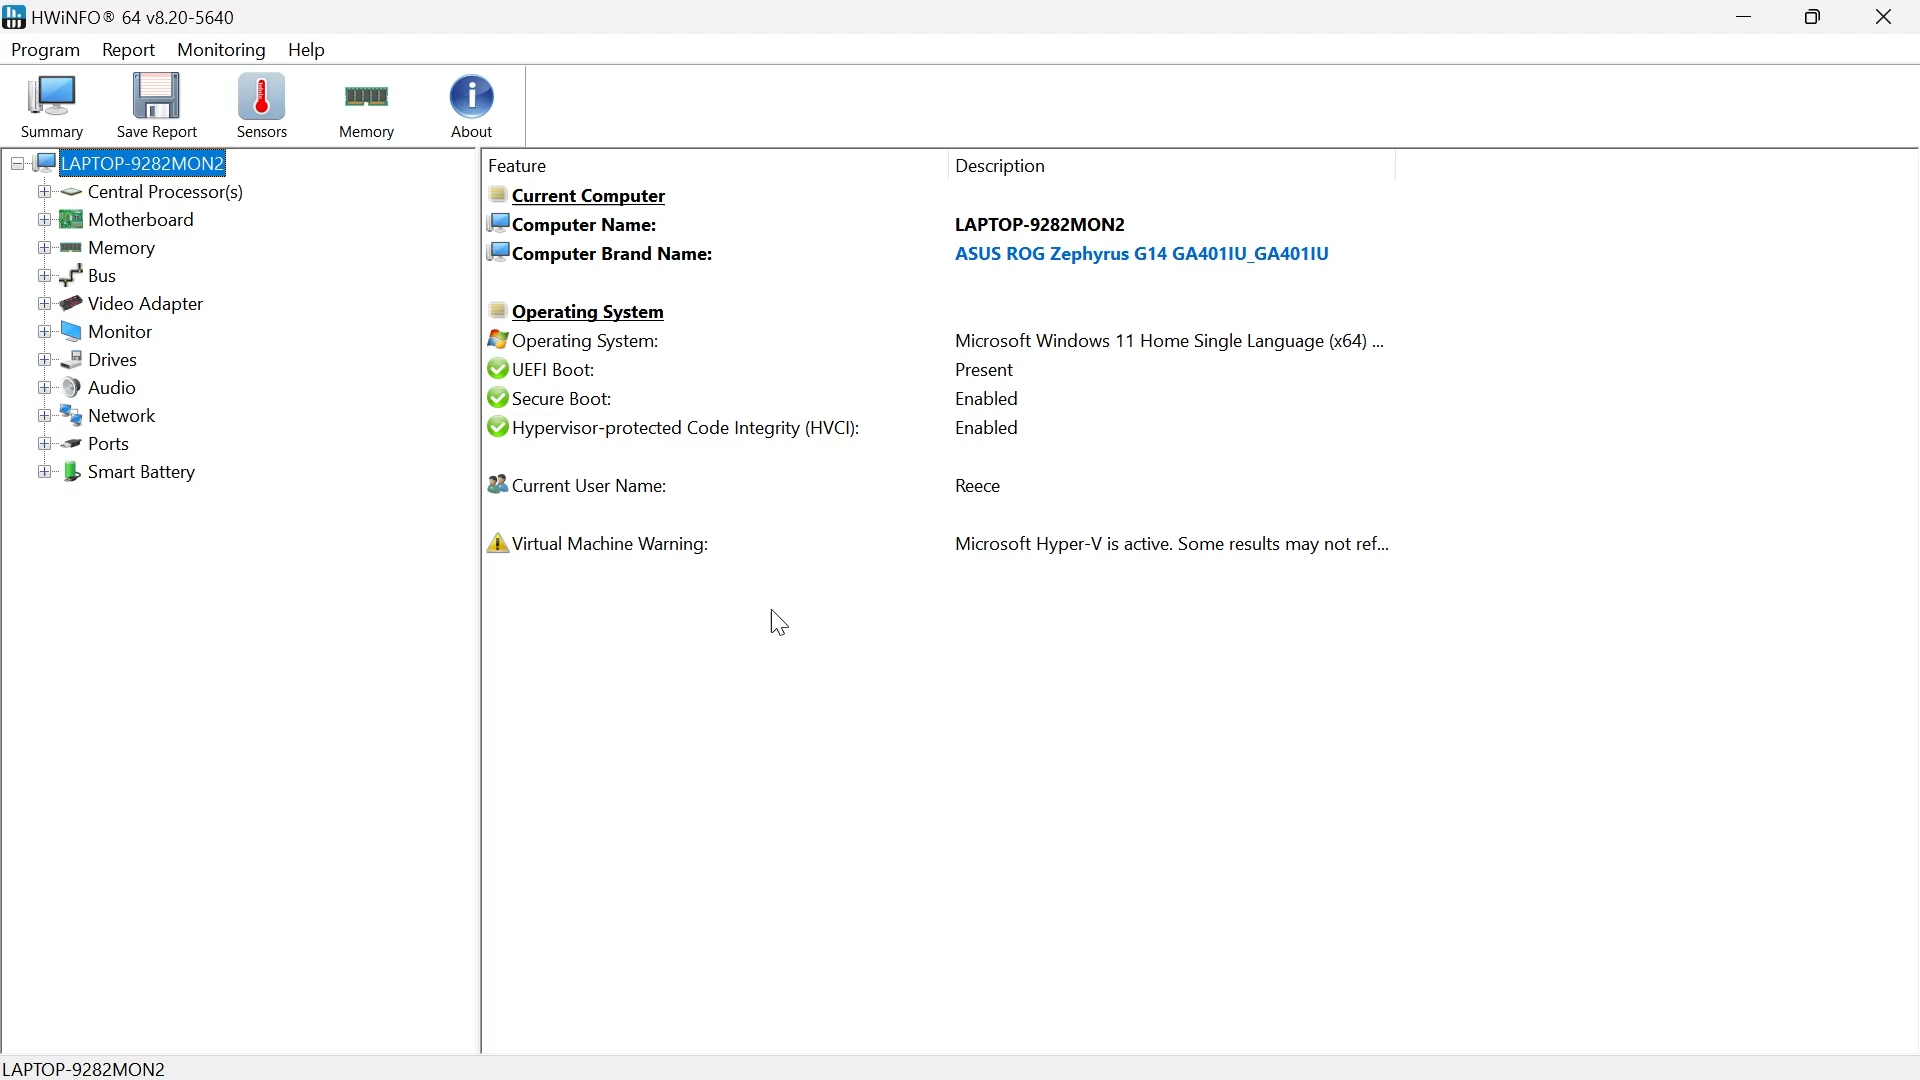 HWiNFO® 64 v8.20-5640
Program Report Monitoring Help
Summary Save Report Sensors Memory About
LAPTOP-9282MON2
Central Processor(s)
Motherboard
Memory
Bus
Video Adapter
Monitor
Drives
Audio
Network
Ports
Smart Battery
Feature Description
Current Computer
Computer Name: LAPTOP-9282MON2
Computer Brand Name: ASUS ROG Zephyrus G14 GA401IU_GA401IU
Operating System
Operating System: Microsoft Windows 11 Home Single Language (x64) ...
UEFI Boot: Present
Secure Boot: Enabled
Hypervisor-protected Code Integrity (HVCI): Enabled
Current User Name: Reece
Virtual Machine Warning: Microsoft Hyper-V is active. Some results may not ref...
LAPTOP-9282MON2